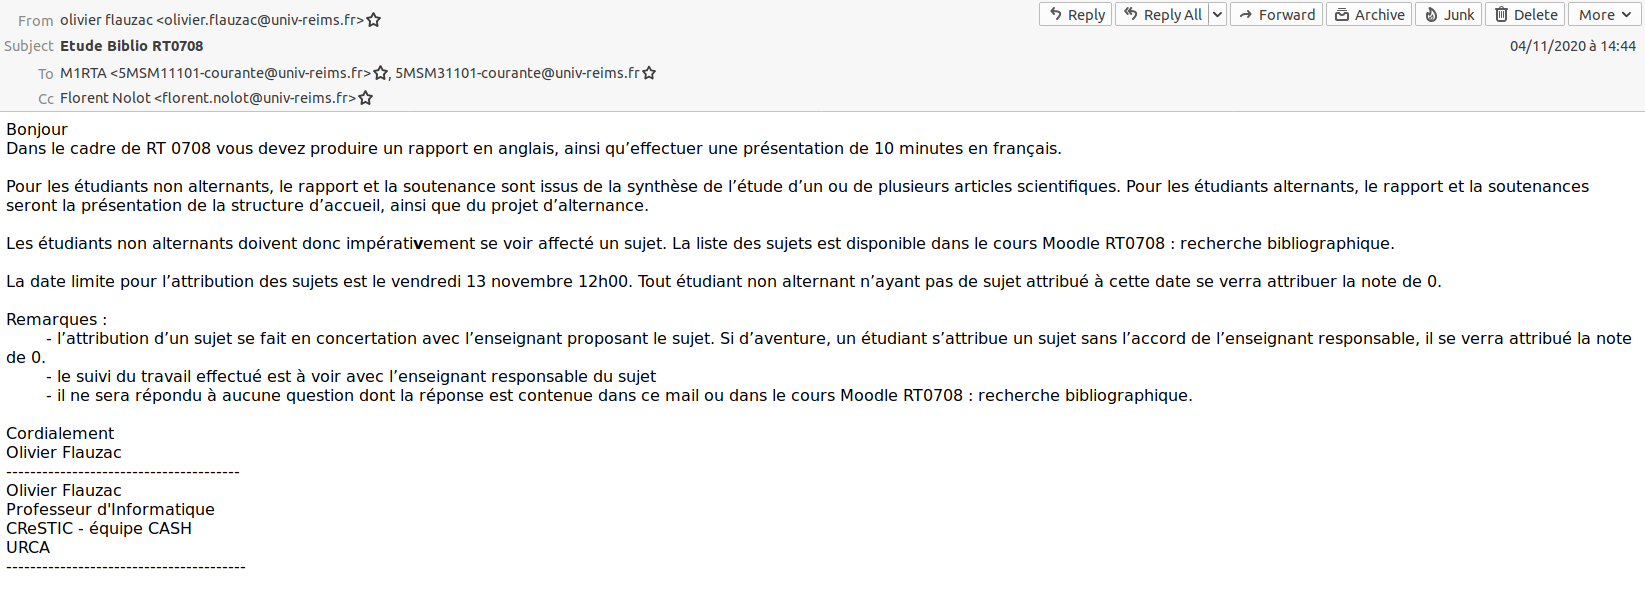 From olivier flauzac <olivier.flauzac@univ-reims.fr>
Reply Reply All Forward Archive Junk Delete More
Subject Etude Biblio RT0708
04/11/2020 à 14:44
To M1RTA <5MSM11101-courante@univ-reims.fr>, 5MSM31101-courante@univ-reims.fr
Cc Florent Nolot <florent.nolot@univ-reims.fr>
Bonjour
Dans le cadre de RT 0708 vous devez produire un rapport en anglais, ainsi qu’effectuer une présentation de 10 minutes en français.
Pour les étudiants non alternants, le rapport et la soutenance sont issus de la synthèse de l’étude d’un ou de plusieurs articles scientifiques. Pour les étudiants alternants, le rapport et la soutenances
seront la présentation de la structure d’accueil, ainsi que du projet d’alternance.
Les étudiants non alternants doivent donc impérativement se voir affecté un sujet. La liste des sujets est disponible dans le cours Moodle RT0708 : recherche bibliographique.
La date limite pour l’attribution des sujets est le vendredi 13 novembre 12h00. Tout étudiant non alternant n’ayant pas de sujet attribué à cette date se verra attribuer la note de 0.
Remarques :
- l’attribution d’un sujet se fait en concertation avec l’enseignant proposant le sujet. Si d’aventure, un étudiant s’attribue un sujet sans l’accord de l’enseignant responsable, il se verra attribué la note
de 0.
- le suivi du travail effectué est à voir avec l’enseignant responsable du sujet
- il ne sera répondu à aucune question dont la réponse est contenue dans ce mail ou dans le cours Moodle RT0708 : recherche bibliographique.
Cordialement
Olivier Flauzac
---------------------------------------
Olivier Flauzac
Professeur d'Informatique
CReSTIC - équipe CASH
URCA
----------------------------------------